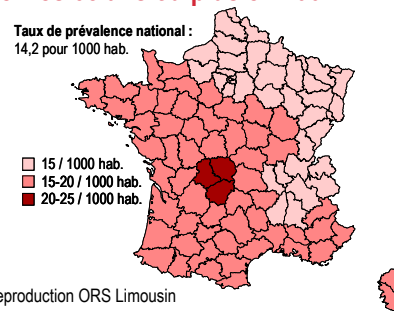 Taux de prévalence national :
14,2 pour 1000 hab.
15 / 1000 hab.
15-20 / 1000 hab.
20-25 / 1000 hab.
eproduction ORS Limousin